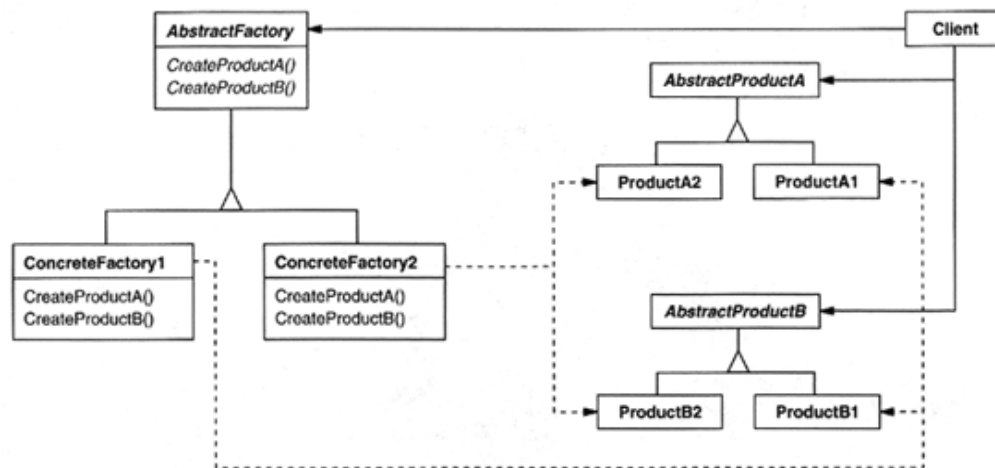 AbstractFactory
CreateProductA()
CreateProductB()
Client
AbstractProductA
ProductA2
ProductA1
ConcreteFactory1
CreateProductA()
CreateProductB()
ConcreteFactory2
CreateProductA()
CreateProductB()
AbstractProductB
ProductB2
ProductB1